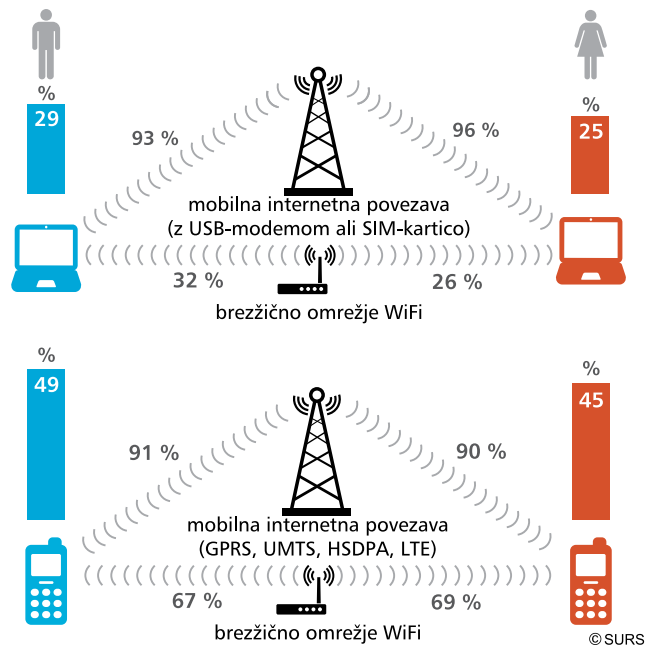 % %
29 25
93 % 96 %
mobilna internetna povezava
(z USB-modemom ali SIM-kartico)
32 % 26 %
brezžično omrežje WiFi
% %
49 45
91 % 90 %
mobilna internetna povezava
(GPRS, UMTS, HSDPA, LTE)
67 % 69 %
brezžično omrežje WiFi
© SURS